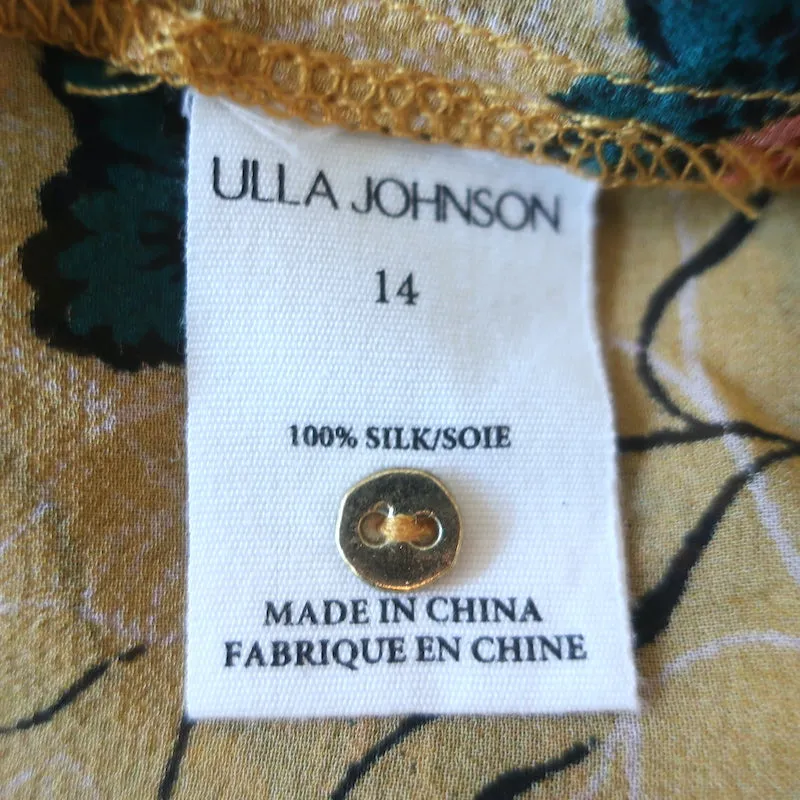 ULLA JOHNSON
14
100% SILK/SOIE
MADE IN CHINA
FABRIQUE EN CHINE